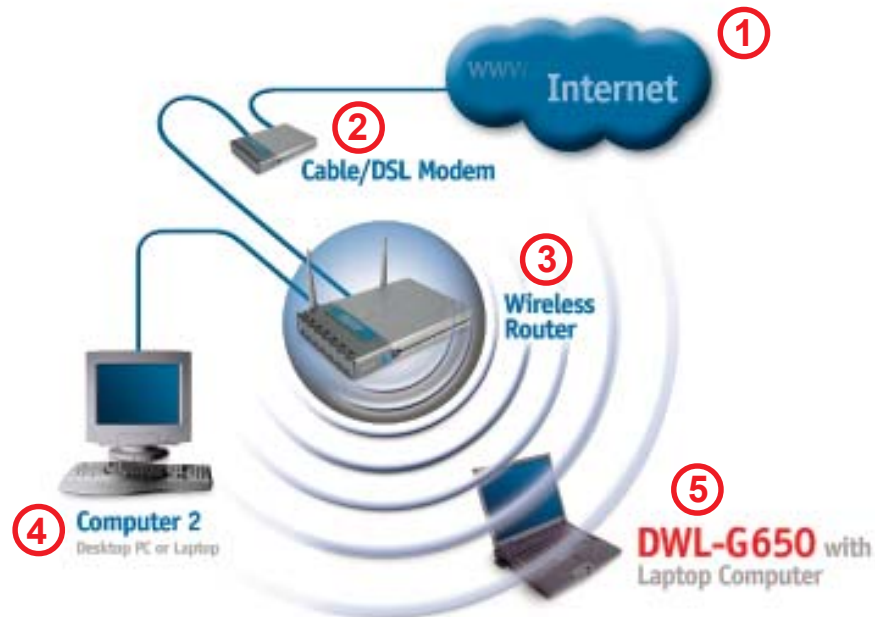 1
www.
Internet
2
Cable/DSL Modem
3
Wireless
Router
4
Computer 2
Desktop PC or Laptop
5
DWL-G650 with
Laptop Computer